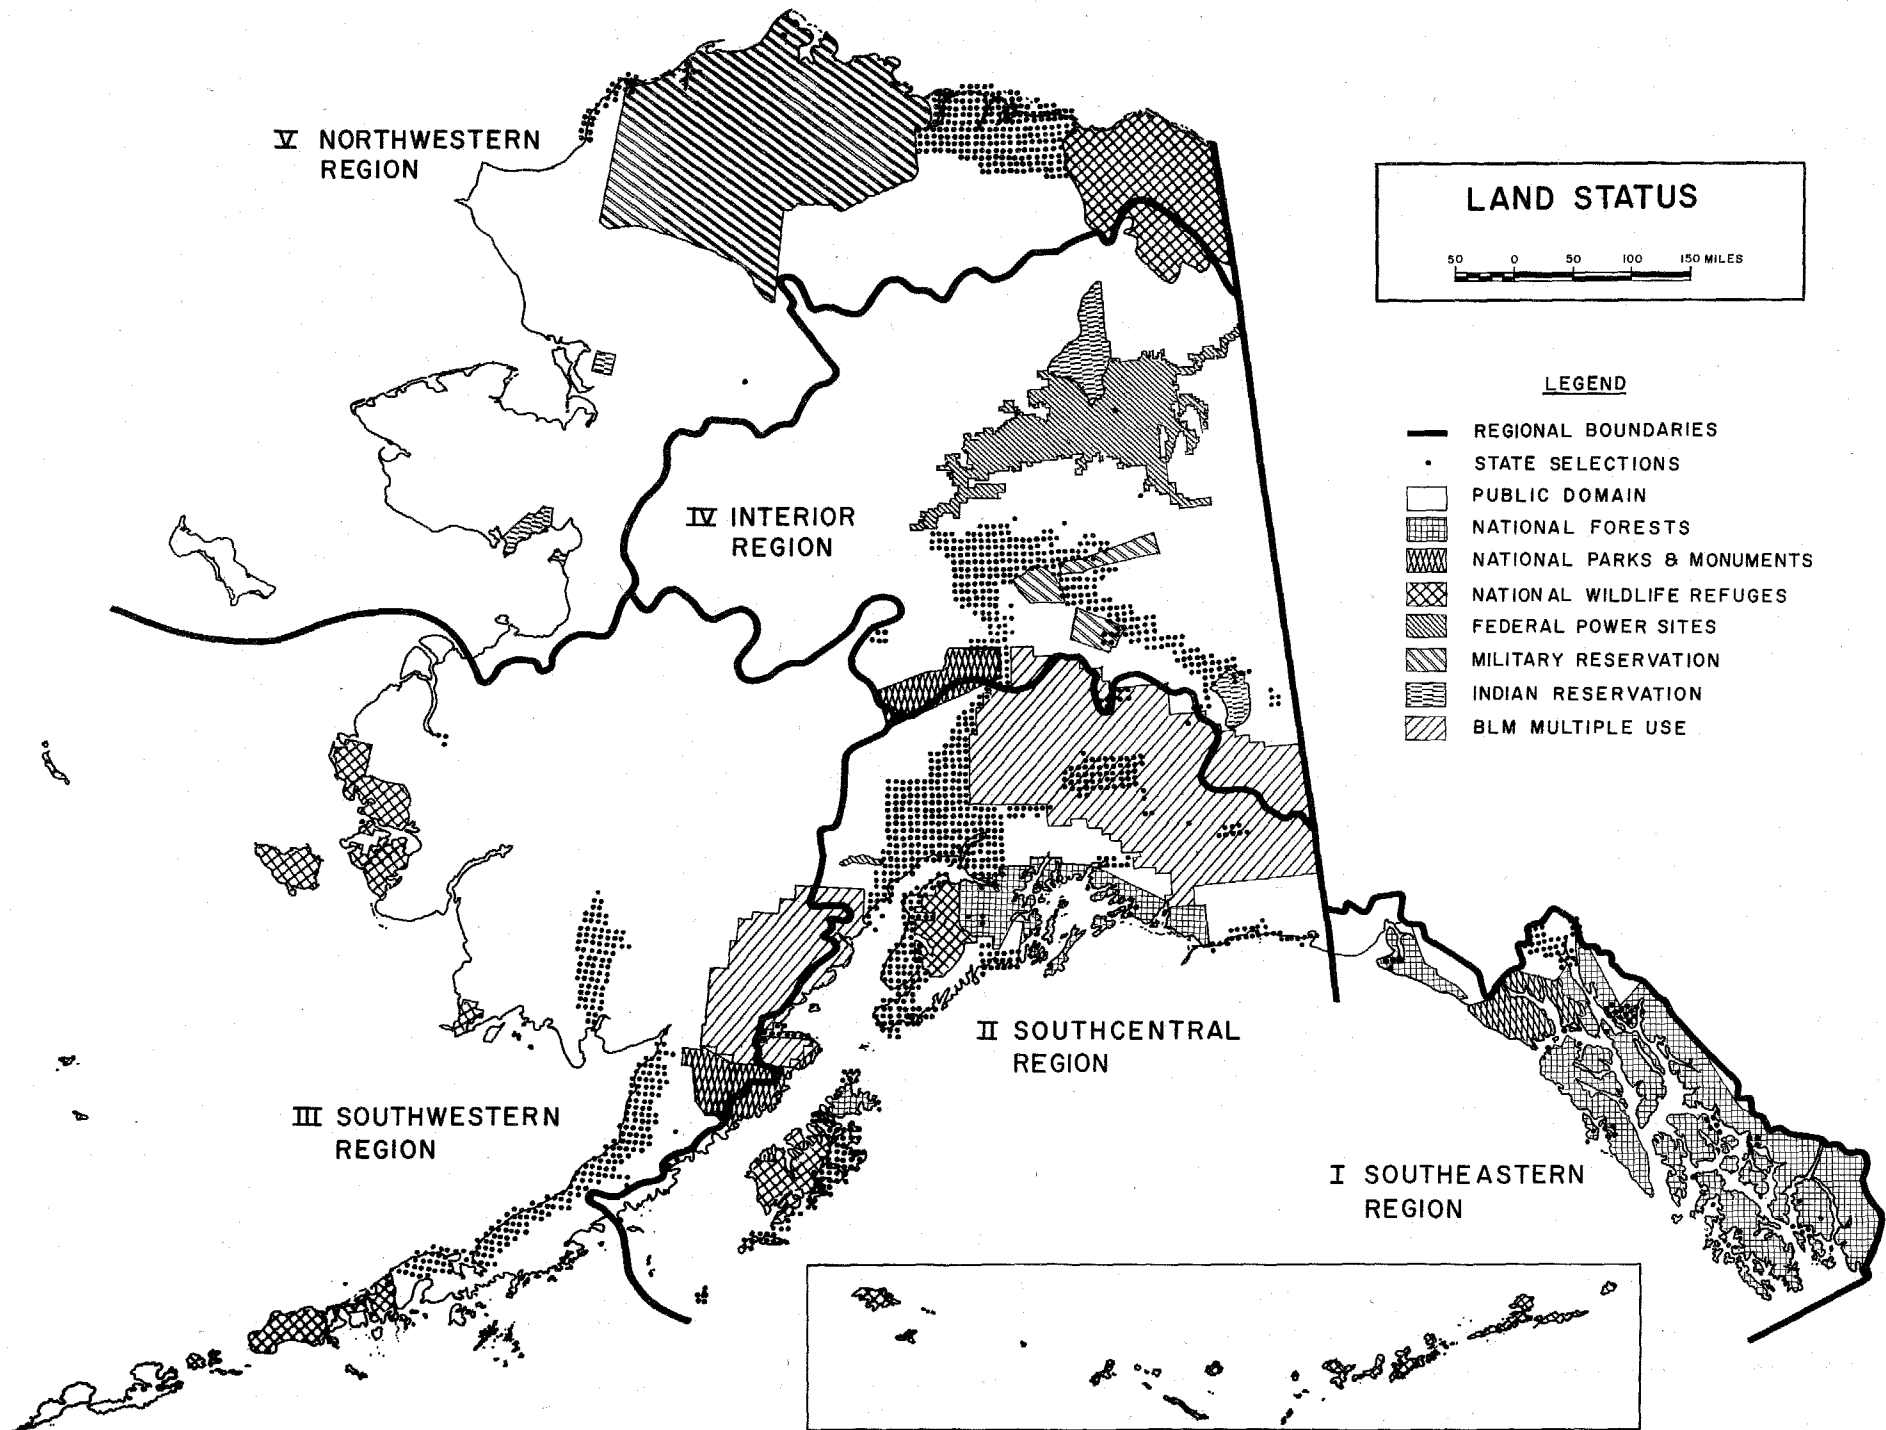 V NORTHWESTERN
REGION
LAND STATUS
50 0 50 100 150 MILES
LEGEND
REGIONAL BOUNDARIES
STATE SELECTIONS
PUBLIC DOMAIN
NATIONAL FORESTS
NATIONAL PARKS & MONUMENTS
NATIONAL WILDLIFE REFUGES
FEDERAL POWER SITES
MILITARY RESERVATION
INDIAN RESERVATION
BLM MULTIPLE USE
IV INTERIOR
REGION
II SOUTHCENTRAL
REGION
III SOUTHWESTERN
REGION
I SOUTHEASTERN
REGION